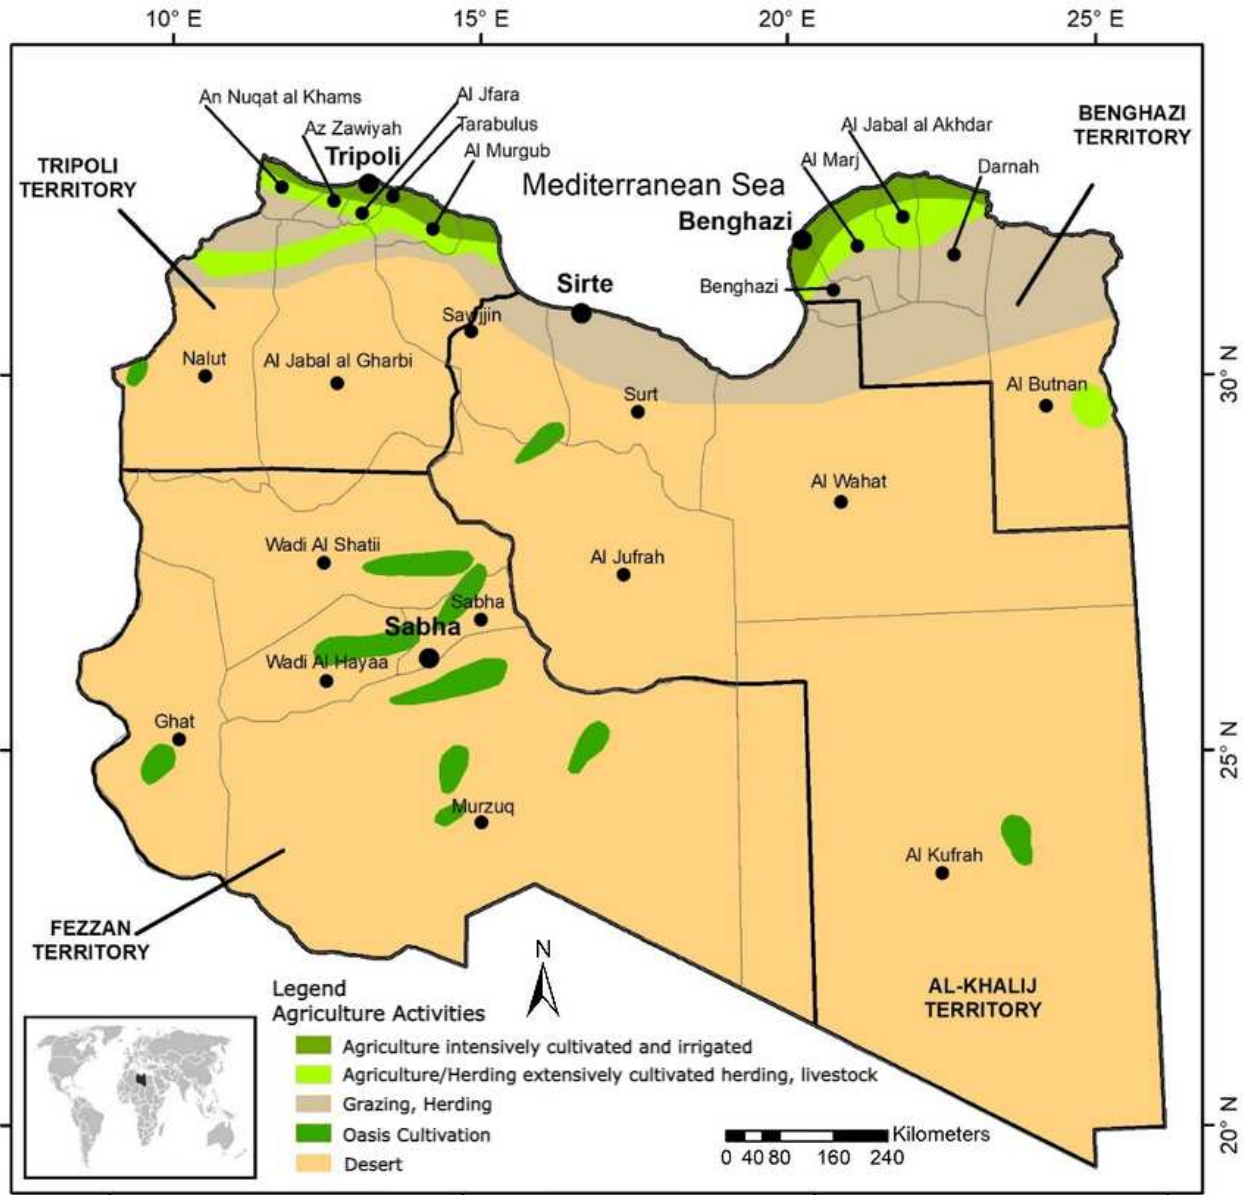 10° E
15° E
20° E
25° E
An Nuqat al Khams
Al Jfara
Az Zawiyah
Tarabulus
Tripoli
Al Murgub
TRIPOLI
TERRITORY
Mediterranean Sea
Al Jabal al Akhdar
Al Marj
Darnah
BENGHAZI
TERRITORY
Benghazi
Benghazi
Sirte
Sawjjin
Nalut
Al Jabal al Gharbi
Surt
Al Butnan
30° N
Al Wahat
Wadi Al Shatii
Al Jufrah
Sabha
Sabha
Wadi Al Hayaa
Ghat
25° N
Murzuq
Al Kufrah
FEZZAN
TERRITORY
N
AL-KHALIJ
TERRITORY
Legend
Agriculture Activities
Agriculture intensively cultivated and irrigated
Agriculture/Herding extensively cultivated herding, livestock
Grazing, Herding
Oasis Cultivation
Desert
Kilometers
0 40 80 160 240
20° N